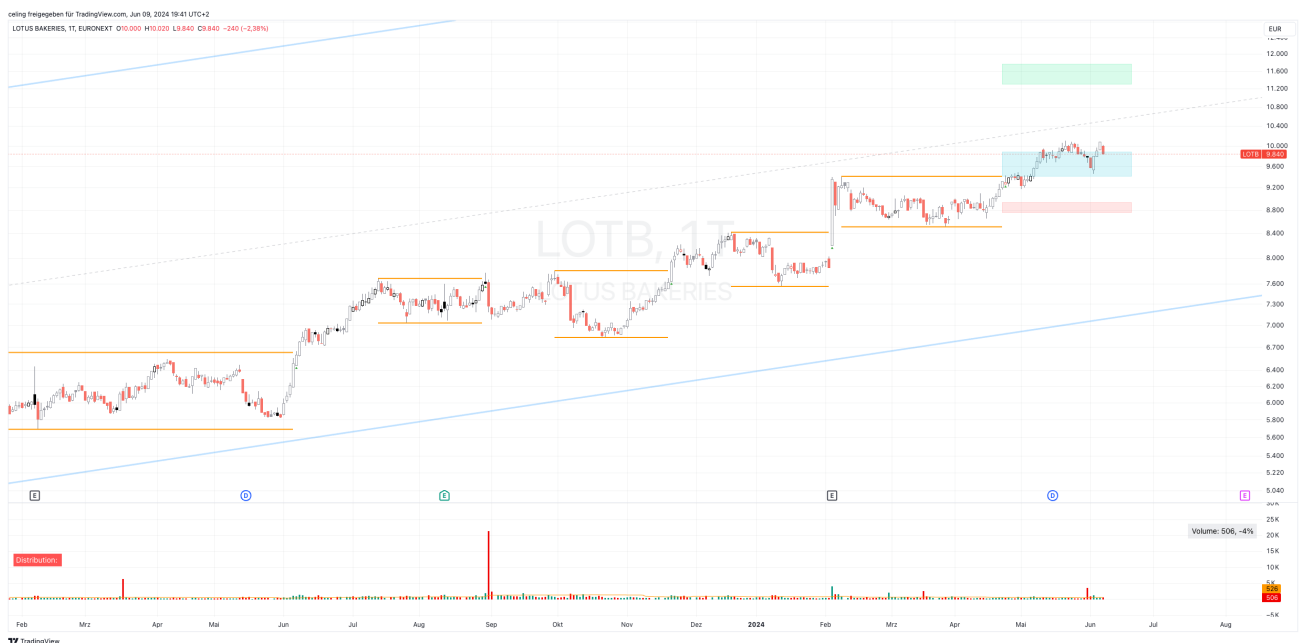 celing freigegeben für TradingView.com, Jun 09, 2024 19:41 UTC+2
LOTUS BAKERIES, 1T, EURONEXT O10.000 H10.020 L9.840 C9.840 −240 (−2,38%)
EUR
12.000
11.600
11.200
10.800
10.400
10.000
LOTB 9.840
9.600
9.200
8.800
8.400
8.000
7.600
7.300
7.000
6.700
6.400
6.200
6.000
5.800
5.600
5.400
5.220
5.040
LOTB, 1T
LOTUS BAKERIES
E
D
E
E
D
E
25K
20K
15K
10K
5K
526
506
−5K
Volume: 506, −4%
Distribution:
Feb Mrz Apr Mai Jun Jul Aug Sep Okt Nov Dez 2024 Feb Mrz Apr Mai Jun Jul Aug
TradingView